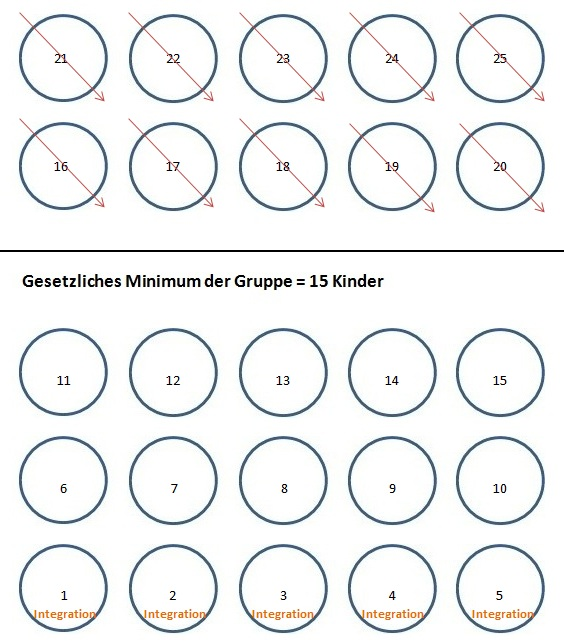 21 22 23 24 25
16 17 18 19 20
Gesetzliches Minimum der Gruppe = 15 Kinder
11 12 13 14 15
6 7 8 9 10
1 2 3 4 5
Integration Integration Integration Integration Integration